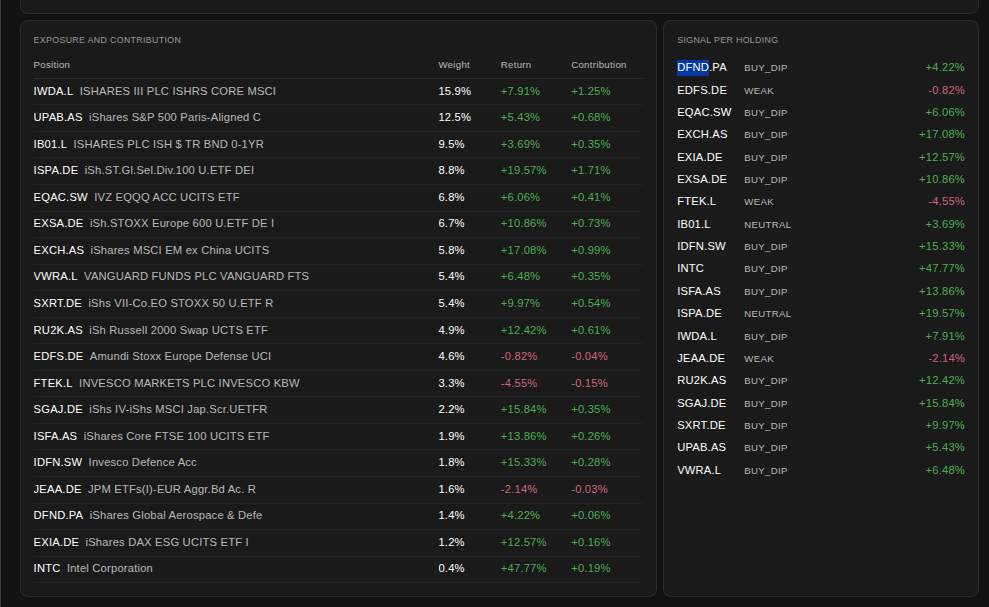 EXPOSURE AND CONTRIBUTION
Position Weight Return Contribution
IWDA.L ISHARES III PLC ISHRS CORE MSCI 15.9% +7.91% +1.25%
UPAB.AS iShares S&P 500 Paris-Aligned C 12.5% +5.43% +0.68%
IB01.L ISHARES PLC ISH $ TR BND 0-1YR 9.5% +3.69% +0.35%
ISPA.DE iSh.ST.Gl.Sel.Div.100 U.ETF DEI 8.8% +19.57% +1.71%
EQAC.SW IVZ EQQQ ACC UCITS ETF 6.8% +6.06% +0.41%
EXSA.DE iSh.STOXX Europe 600 U.ETF DE I 6.7% +10.86% +0.73%
EXCH.AS iShares MSCI EM ex China UCITS 5.8% +17.08% +0.99%
VWRA.L VANGUARD FUNDS PLC VANGUARD FTS 5.4% +6.48% +0.35%
SXRT.DE iShs VII-Co.EO STOXX 50 U.ETF R 5.4% +9.97% +0.54%
RU2K.AS iSh Russell 2000 Swap UCTS ETF 4.9% +12.42% +0.61%
EDFS.DE Amundi Stoxx Europe Defense UCI 4.6% -0.82% -0.04%
FTEK.L INVESCO MARKETS PLC INVESCO KBW 3.3% -4.55% -0.15%
SGAJ.DE iShs IV-iShs MSCI Jap.Scr.UETFR 2.2% +15.84% +0.35%
ISFA.AS iShares Core FTSE 100 UCITS ETF 1.9% +13.86% +0.26%
IDFN.SW Invesco Defence Acc 1.8% +15.33% +0.28%
JEAA.DE JPM ETFs(I)-EUR Aggr.Bd Ac. R 1.6% -2.14% -0.03%
DFND.PA iShares Global Aerospace & Defe 1.4% +4.22% +0.06%
EXIA.DE iShares DAX ESG UCITS ETF I 1.2% +12.57% +0.16%
INTC Intel Corporation 0.4% +47.77% +0.19%
SIGNAL PER HOLDING
DFND.PA BUY_DIP +4.22%
EDFS.DE WEAK -0.82%
EQAC.SW BUY_DIP +6.06%
EXCH.AS BUY_DIP +17.08%
EXIA.DE BUY_DIP +12.57%
EXSA.DE BUY_DIP +10.86%
FTEK.L WEAK -4.55%
IB01.L NEUTRAL +3.69%
IDFN.SW BUY_DIP +15.33%
INTC BUY_DIP +47.77%
ISFA.AS BUY_DIP +13.86%
ISPA.DE NEUTRAL +19.57%
IWDA.L BUY_DIP +7.91%
JEAA.DE WEAK -2.14%
RU2K.AS BUY_DIP +12.42%
SGAJ.DE BUY_DIP +15.84%
SXRT.DE BUY_DIP +9.97%
UPAB.AS BUY_DIP +5.43%
VWRA.L BUY_DIP +6.48%